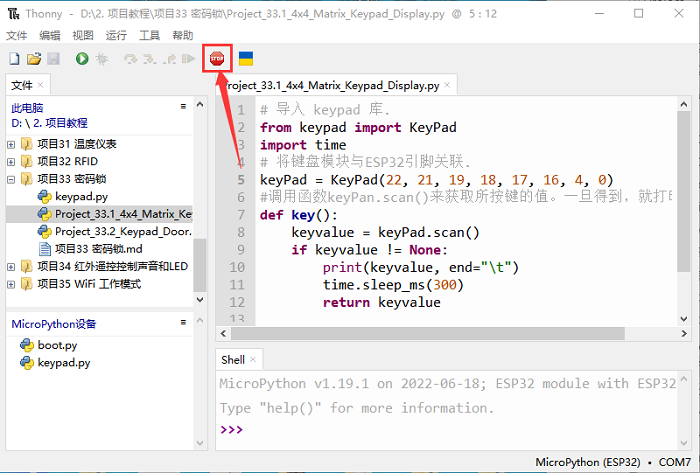 Thonny - D:\2. 项目教程\项目33 密码锁\Project_33.1_4x4_Matrix_Keypad_Display.py @ 5 : 12
文件 编辑 视图 运行 工具 帮助
STOP
文件
此电脑
D: \ 2. 项目教程
项目31 温度仪表
项目32 RFID
项目33 密码锁
keypad.py
Project_33.1_4x4_Matrix_Ke
Project_33.2_Keypad_Door.
项目33 密码锁.md
项目34 红外遥控控制声音和LED
项目35 WiFi 工作模式
MicroPython设备
boot.py
keypad.py
Project_33.1_4x4_Matrix_Keypad_Display.py
1 # 导入 keypad 库.
2 from keypad import KeyPad
3 import time
4 # 将键盘模块与ESP32引脚关联.
5 keyPad = KeyPad(22, 21, 19, 18, 17, 16, 4, 0)
6 #调用函数keyPan.scan()来获取所按键的值。一旦得到，就打印
7 def key():
8 keyvalue = keyPad.scan()
9 if keyvalue != None:
10 print(keyvalue, end="\t")
11 time.sleep_ms(300)
12 return keyvalue
13
Shell
MicroPython v1.19.1 on 2022-06-18; ESP32 module with ESP32
Type "help()" for more information.
>>>
MicroPython (ESP32) • COM7